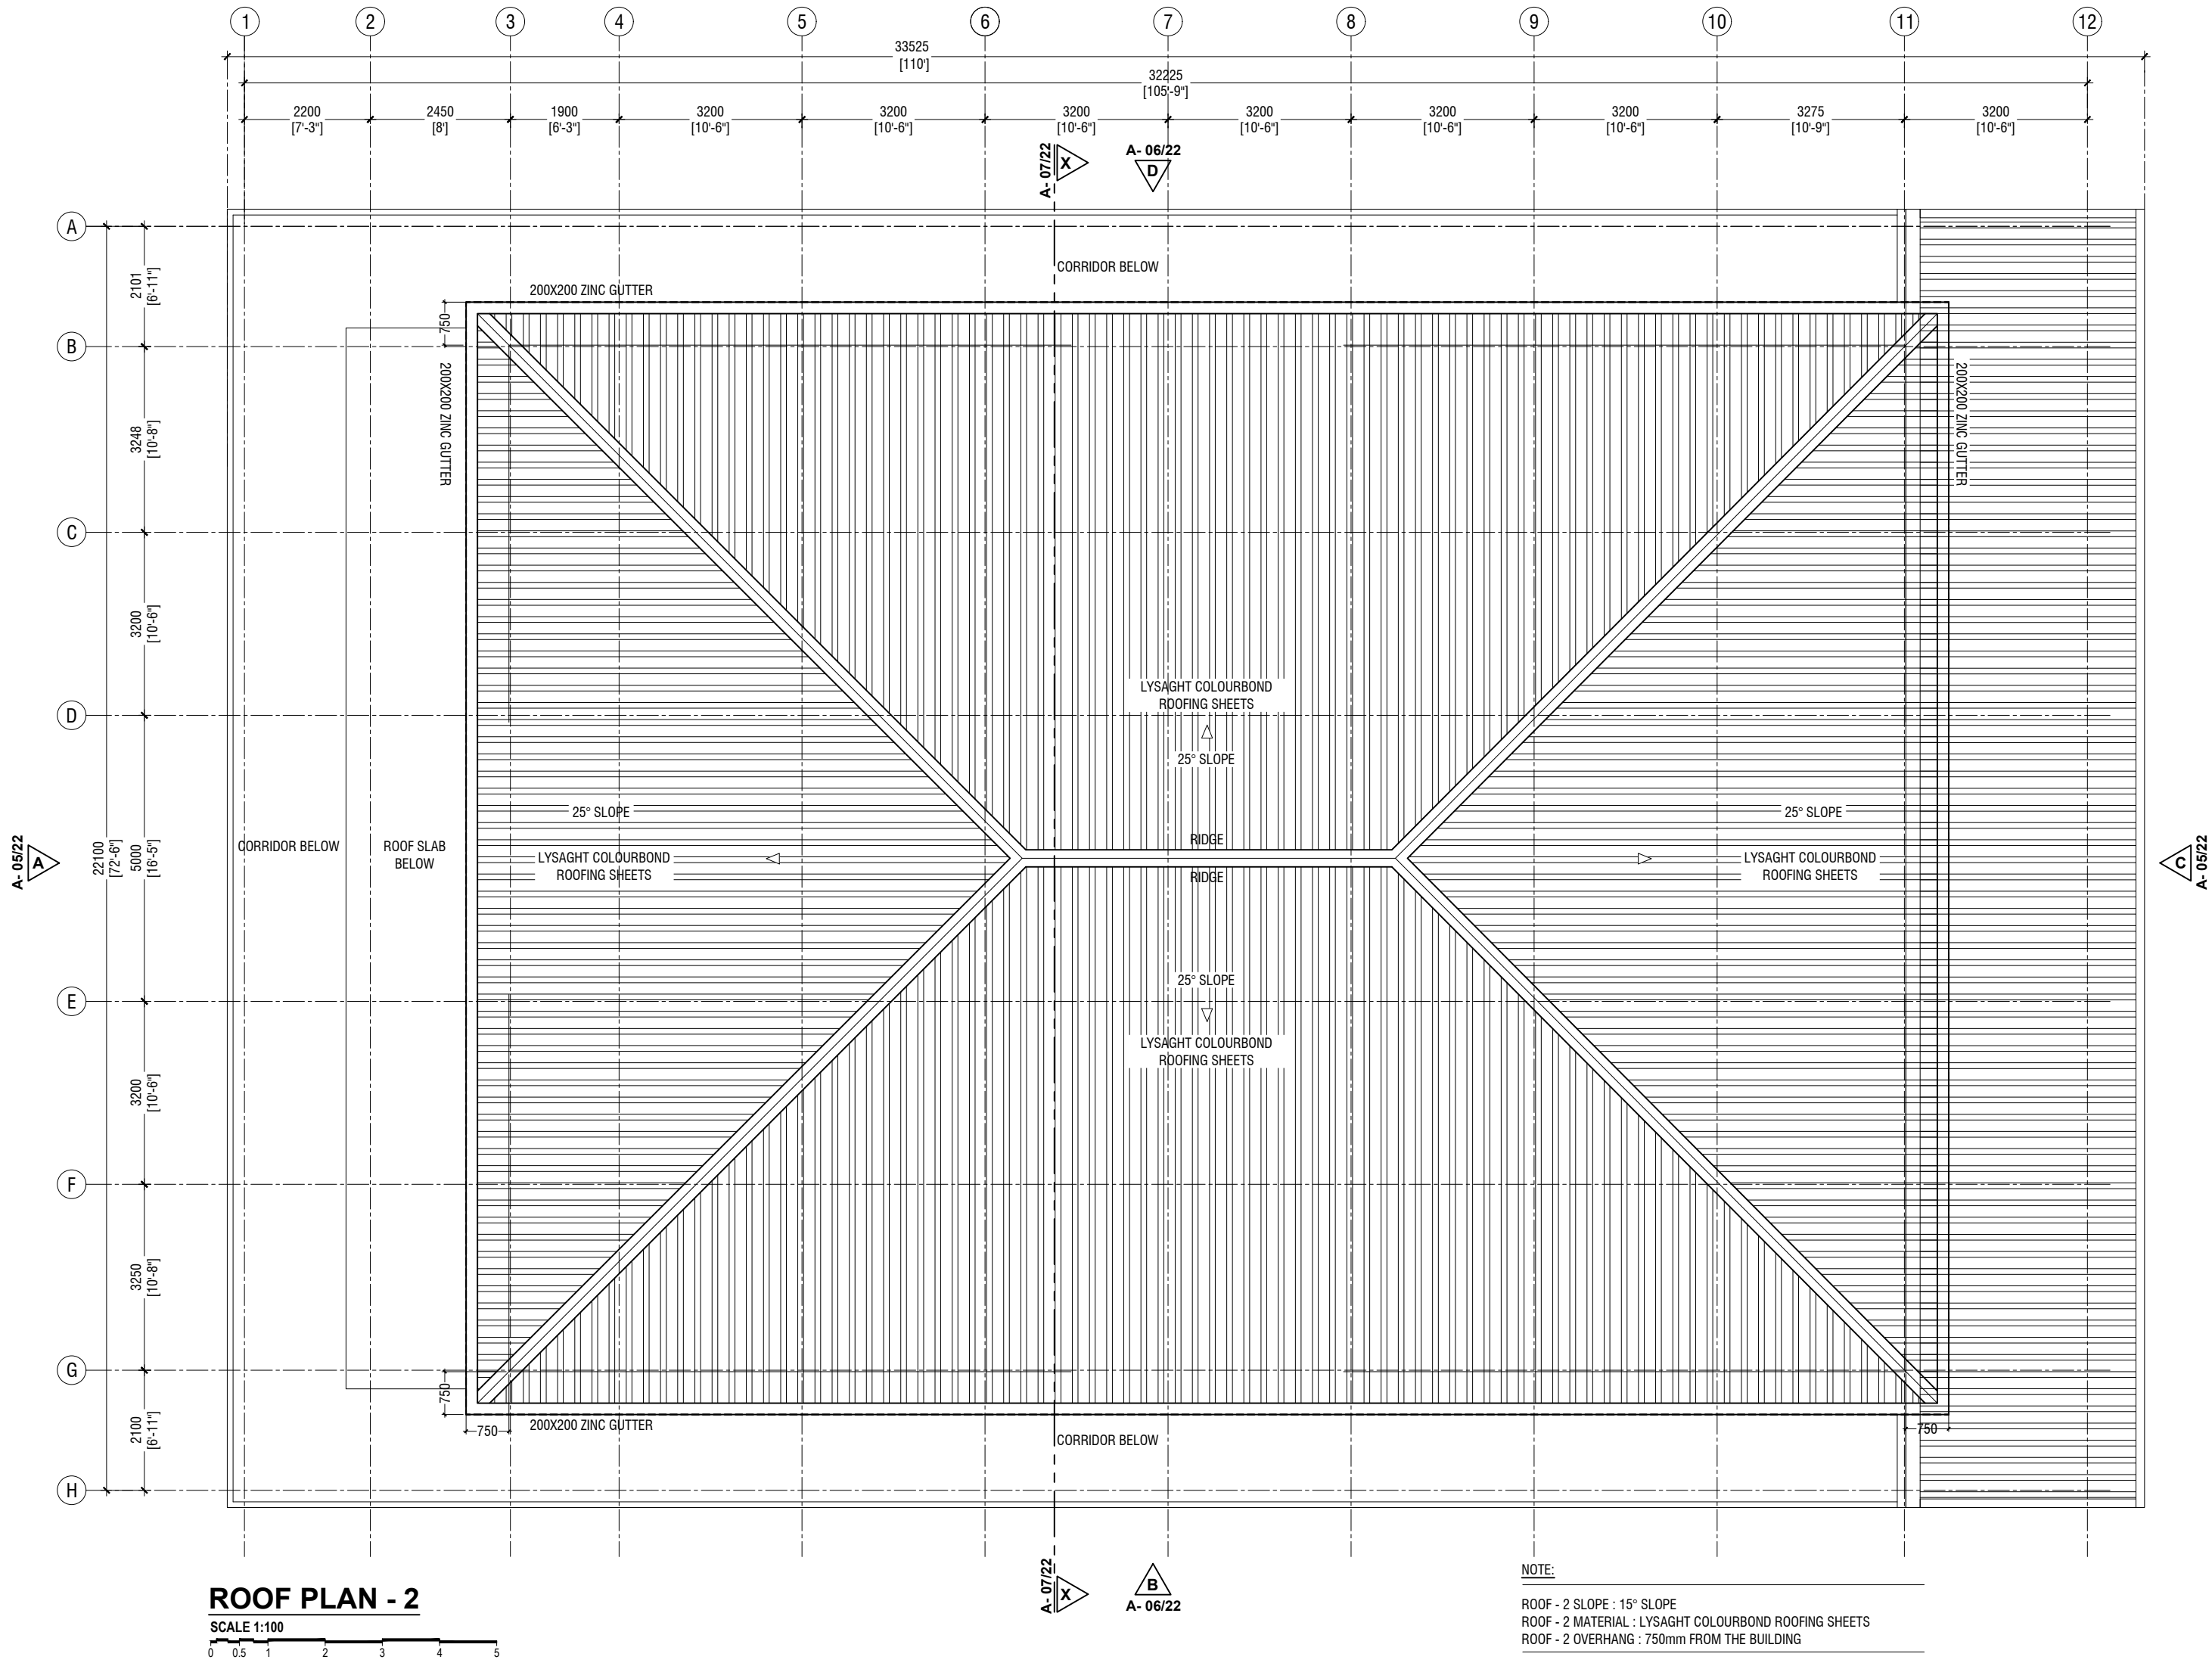 1 2 3 4 5 6 7 8 9 10 11 12
33525
[110']
32225
[105'-9"]
2200 2450 1900 3200 3200 3200 3200 3200 3200 3275 3200
[7'-3"] [8'] [6'-3"] [10'-6"] [10'-6"] [10'-6"] [10'-6"] [10'-6"] [10'-6"] [10'-9"] [10'-6"]
A- 07/22
X
A- 06/22
D
A
2101
[6'-11"]
CORRIDOR BELOW
200X200 ZINC GUTTER
750
B
200X200 ZINC GUTTER
200X200 ZINC GUTTER
3248
[10'-8"]
C
3200
[10'-6"]
LYSAGHT COLOURBOND
ROOFING SHEETS
D
25° SLOPE
25° SLOPE
25° SLOPE
A- 05/22
A
22100
[72'-6"]
5000
[16'-5"]
CORRIDOR BELOW
ROOF SLAB
BELOW
LYSAGHT COLOURBOND
ROOFING SHEETS
RIDGE
RIDGE
LYSAGHT COLOURBOND
ROOFING SHEETS
C
A- 05/22
25° SLOPE
E
LYSAGHT COLOURBOND
ROOFING SHEETS
3200
[10'-6"]
F
3250
[10'-8"]
G
750
2100
[6'-11"]
750
200X200 ZINC GUTTER
CORRIDOR BELOW
750
H
A- 07/22
X
B
A- 06/22
ROOF PLAN - 2
SCALE 1:100
0 0.5 1 2 3 4 5
NOTE:
ROOF - 2 SLOPE : 15° SLOPE
ROOF - 2 MATERIAL : LYSAGHT COLOURBOND ROOFING SHEETS
ROOF - 2 OVERHANG : 750mm FROM THE BUILDING